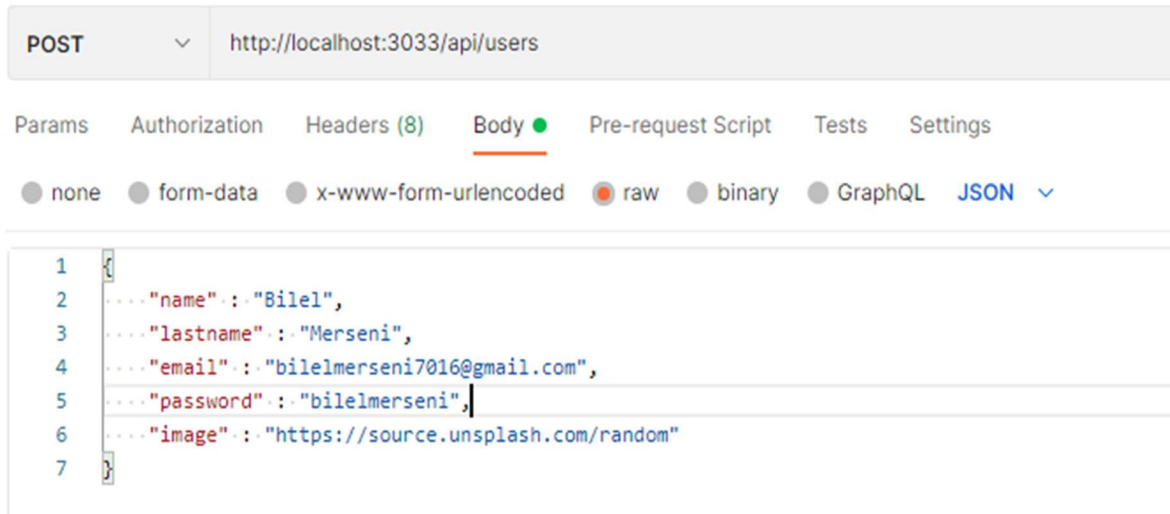 POST http://localhost:3033/api/users
Params Authorization Headers (8) Body Pre-request Script Tests Settings
none form-data x-www-form-urlencoded raw binary GraphQL JSON
1 {
2 "name" : "Bilel",
3 "lastname" : "Merseni",
4 "email" : "bilelmerseni7016@gmail.com",
5 "password" : "bilelmerseni",
6 "image" : "https://source.unsplash.com/random"
7 }